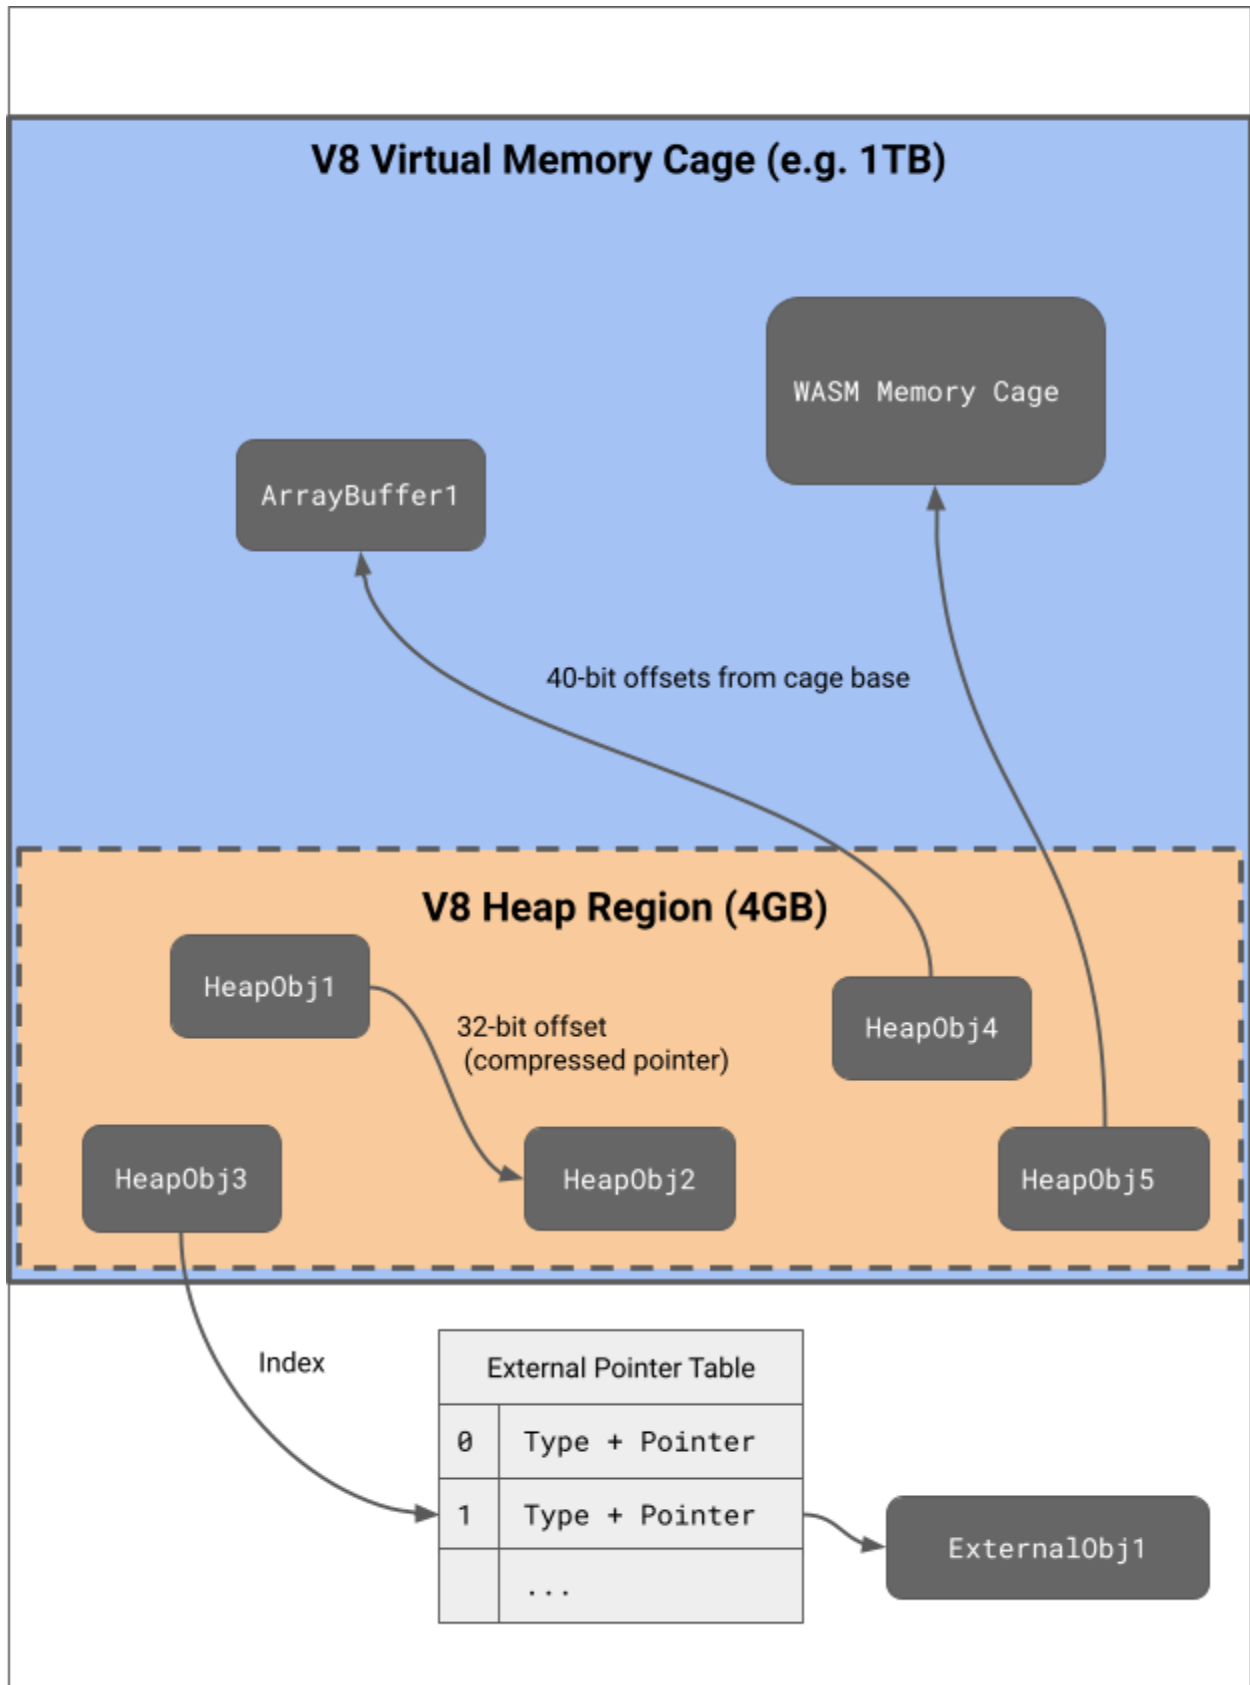 V8 Virtual Memory Cage (e.g. 1TB)
WASM Memory Cage
ArrayBuffer1
40-bit offsets from cage base
V8 Heap Region (4GB)
HeapObj1
32-bit offset
(compressed pointer)
HeapObj4
HeapObj3
HeapObj2
HeapObj5
Index
External Pointer Table
0 Type + Pointer
1 Type + Pointer
...
ExternalObj1